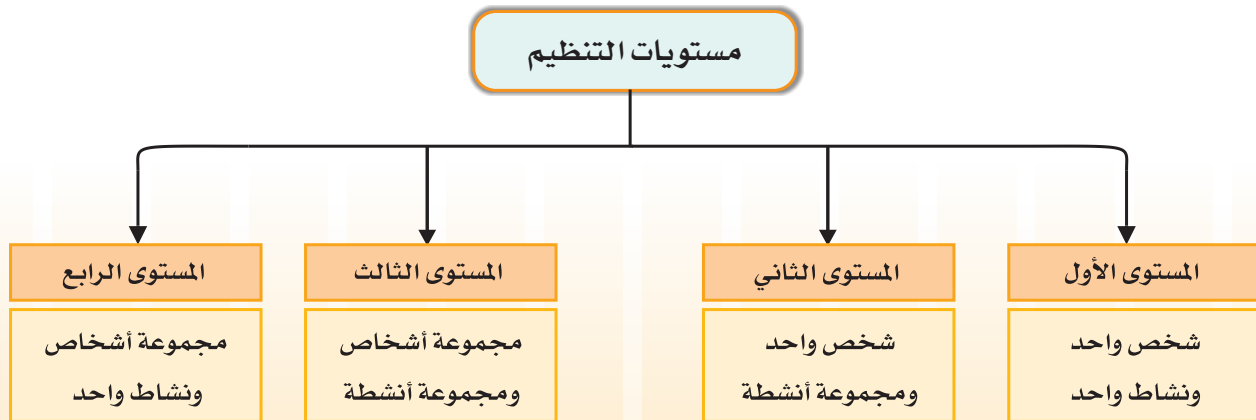 مستويات التنظيم
المستوى الأول
شخص واحد
ونشاط واحد
المستوى الثاني
شخص واحد
ومجموعة أنشطة
المستوى الثالث
مجموعة أشخاص
ومجموعة أنشطة
المستوى الرابع
مجموعة أشخاص
ونشاط واحد